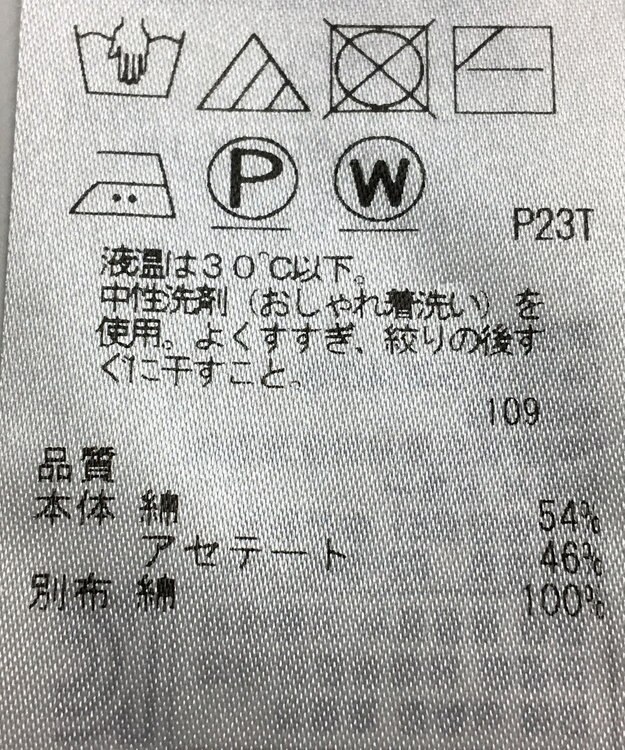 P W
P23T
液温は30℃以下。
中性洗剤（おしゃれ着洗い）を
使用。よくすすぎ、絞りの後す
ぐに干すこと。
109
品質
本体 綿 54%
アセテート 46%
別布 綿 100%